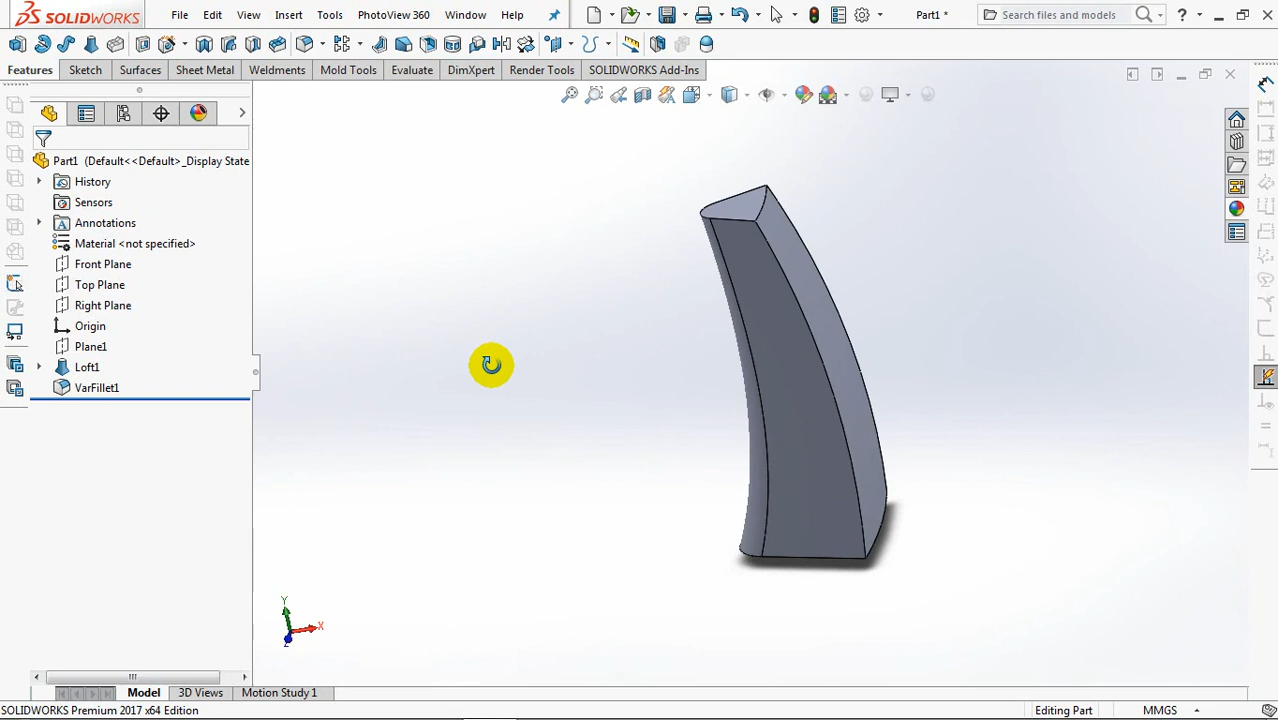 SOLIDWORKS File Edit View Insert Tools PhotoView 360 Window Help Part1 * Search files and models ?
Features Sketch Surfaces Sheet Metal Weldments Mold Tools Evaluate DimXpert Render Tools SOLIDWORKS Add-Ins
Part1 (Default<<Default>_Display State
History
Sensors
Annotations
Material <not specified>
Front Plane
Top Plane
Right Plane
Origin
Plane1
Loft1
VarFillet1
Y
X
Z
Model 3D Views Motion Study 1
SOLIDWORKS Premium 2017 x64 Edition Editing Part MMGS